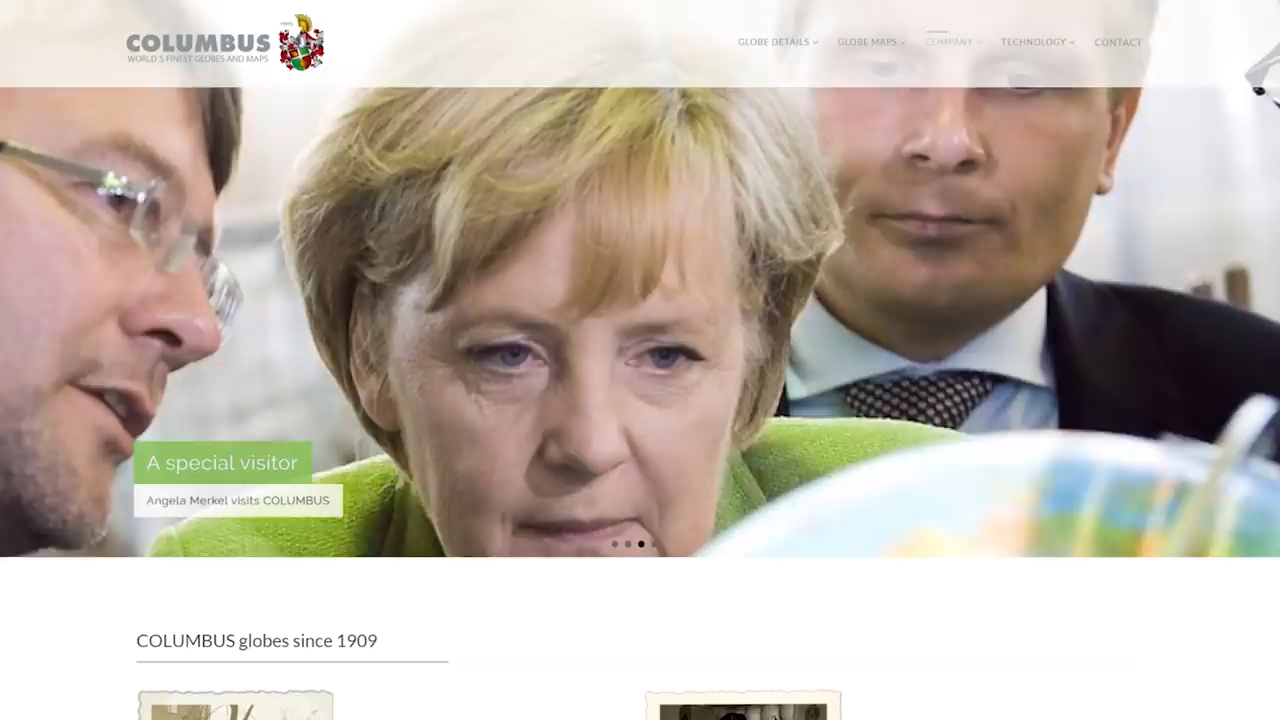 COLUMBUS
WORLD´S FINEST GLOBES AND MAPS
GLOBE DETAILS
GLOBE MAPS
COMPANY
TECHNOLOGY
CONTACT
A special visitor
Angela Merkel visits COLUMBUS
COLUMBUS globes since 1909